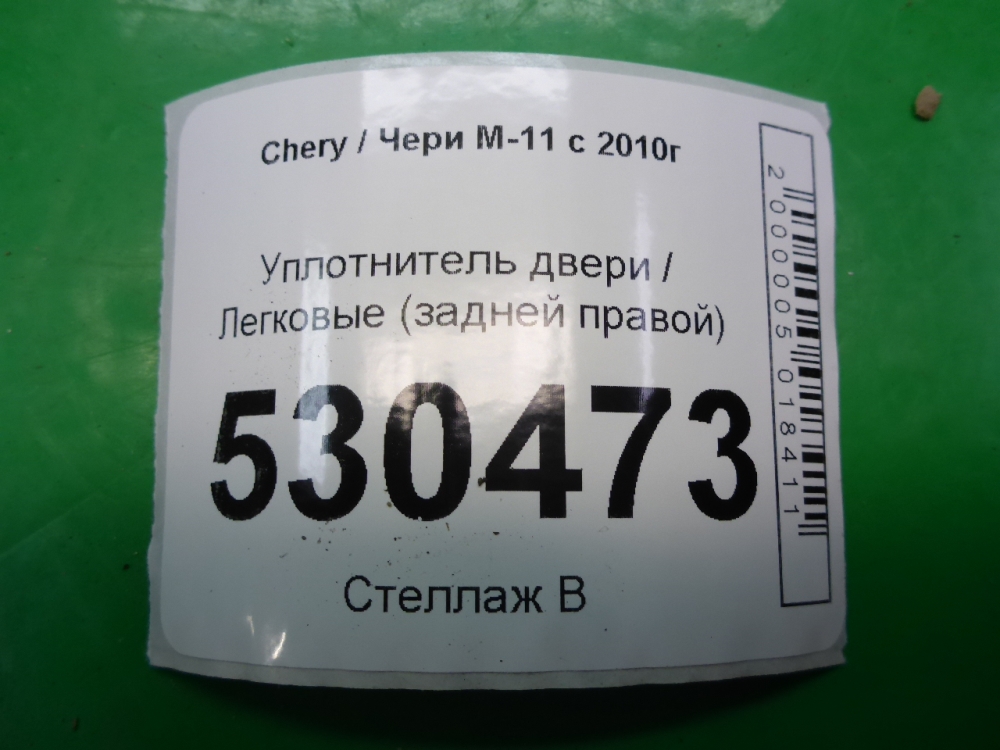 Chery / Чери М-11 с 2010г
Уплотнитель двери /
Легковые (задней правой)
530473
Стеллаж В
2000005018411